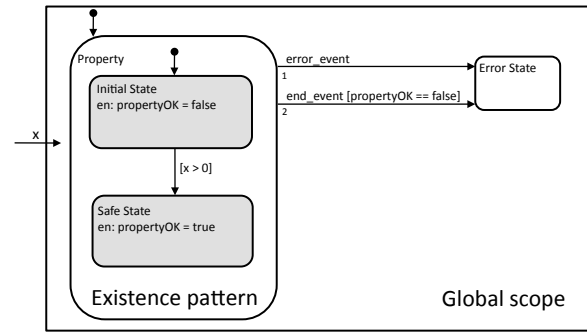 Property
error_event
1
Error State
Initial State
en: propertyOK = false
end_event [propertyOK == false]
2
x
[x > 0]
Safe State
en: propertyOK = true
Existence pattern
Global scope